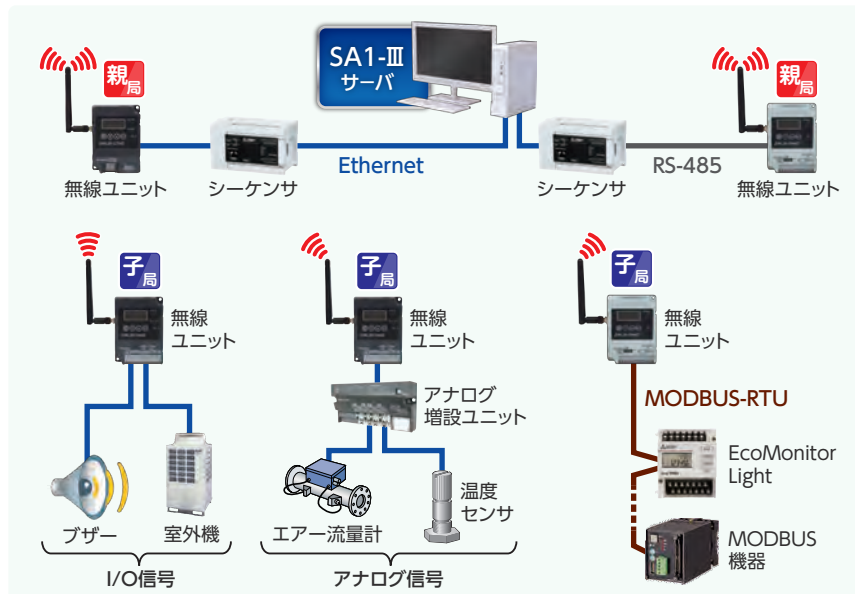 SA1-Ⅲ
サーバ
親局
親局
Ethernet
RS-485
無線ユニット
シーケンサ
シーケンサ
無線ユニット
子局
子局
子局
無線
ユニット
無線
ユニット
無線
ユニット
アナログ
増設ユニット
MODBUS-RTU
EcoMonitor
Light
温度
センサ
ブザー
室外機
エアー流量計
MODBUS
機器
I/O信号
アナログ信号